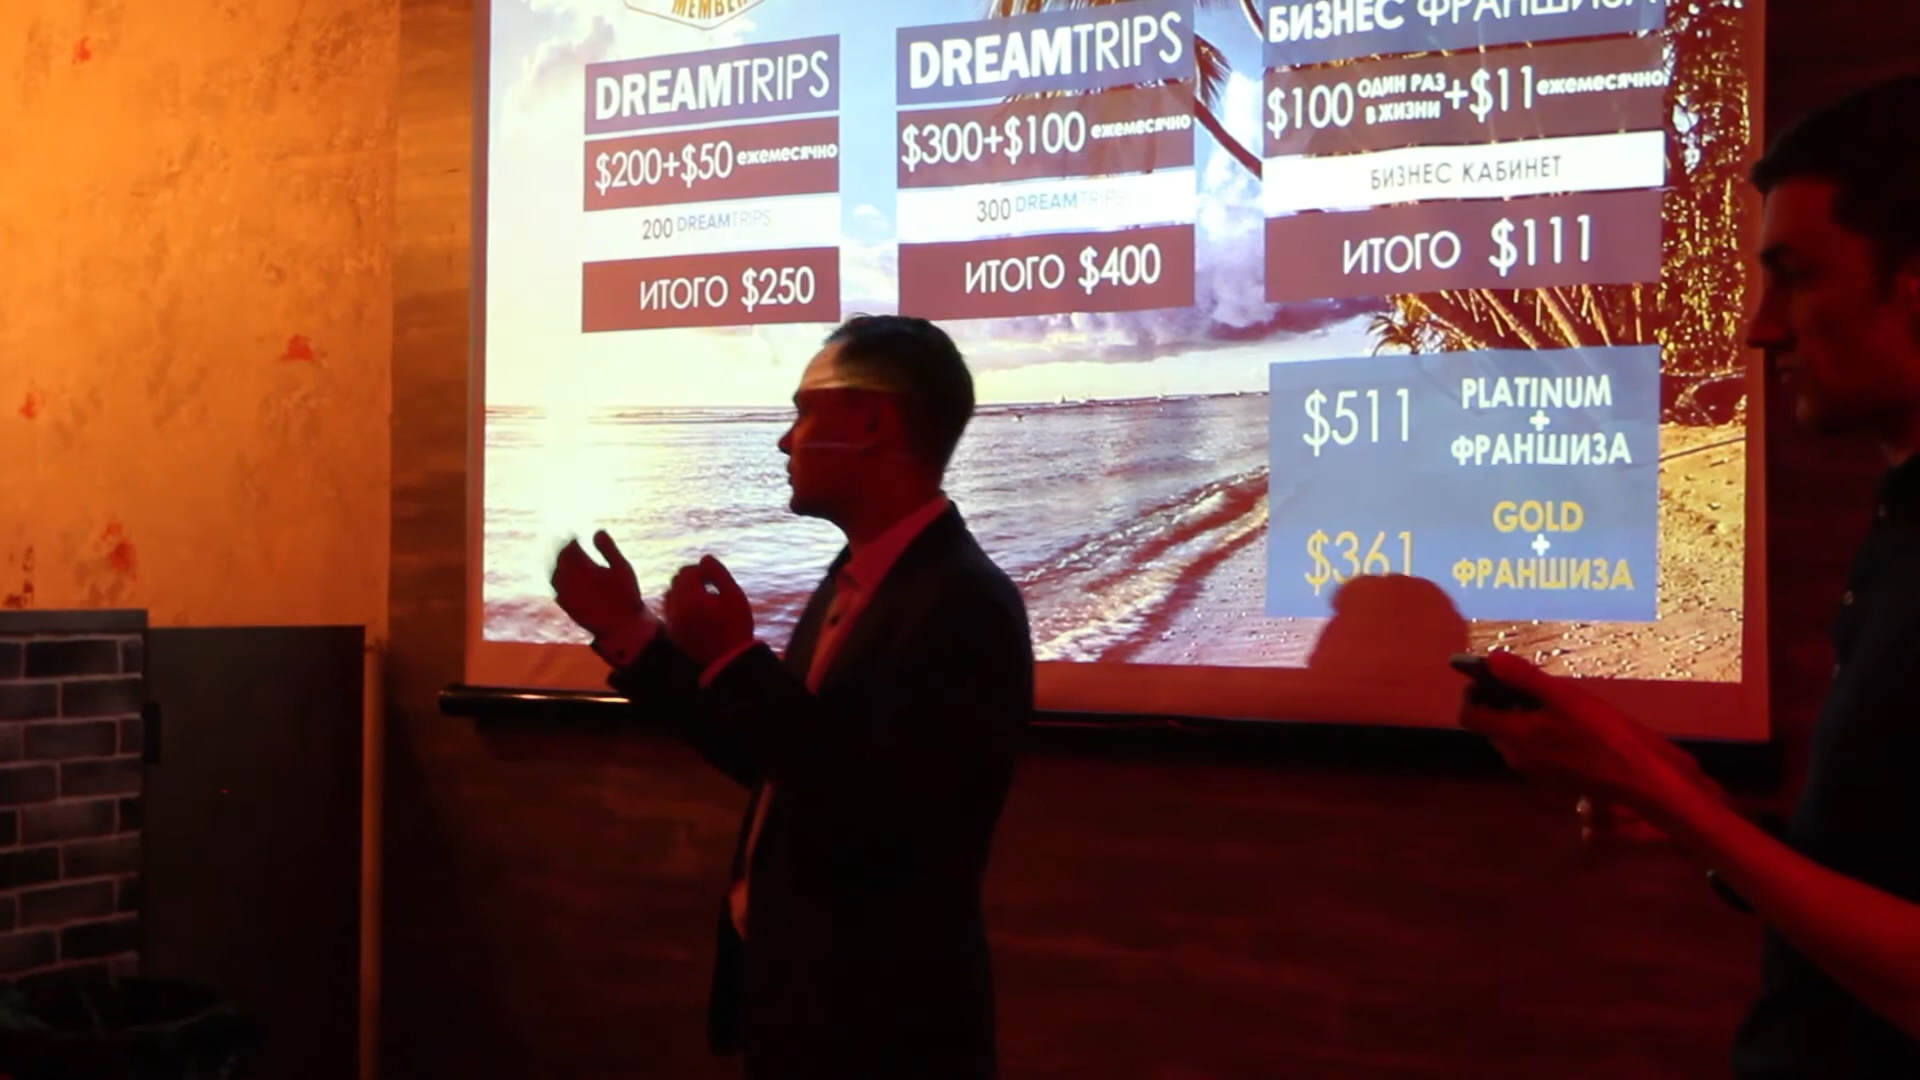 MEMBER
DREAMTRIPS
$200+$50 ежемесячно
200 DREAMTRIPS
ИТОГО $250
DREAMTRIPS
$300+$100 ежемесячно
300 DREAMTRIPS
ИТОГО $400
БИЗНЕС ФРАНШИЗА
$100 ОДИН РАЗ В ЖИЗНИ +$11 ежемесячно
БИЗНЕС КАБИНЕТ
ИТОГО $111
$511 PLATINUM
+
ФРАНШИЗА
$361 GOLD
+
ФРАНШИЗА